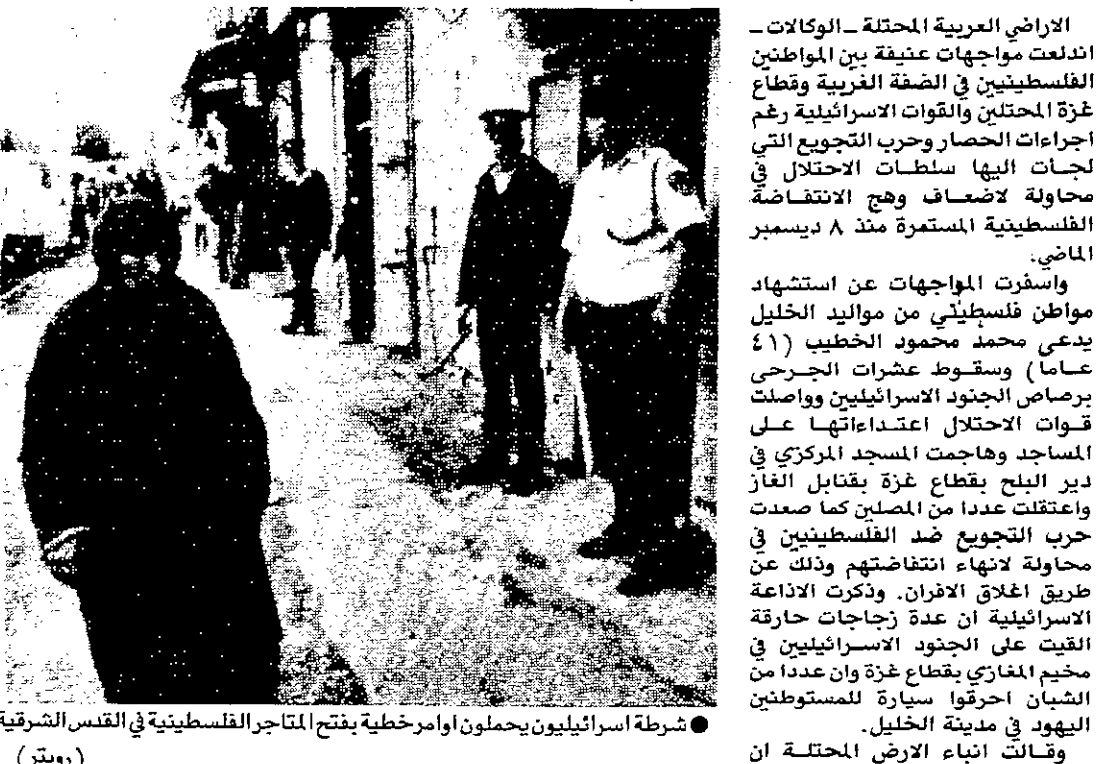 الاراضي العربية المحتلة ـ الوكالات ـ
اندلعت مواجهات عنيفة بين المواطنين
الفلسطينيين في الضفة الغربية وقطاع
غزة المحتلين والقوات الاسرائيلية رغم
اجراءات الحصار وحرب التجويع التي
لجأت اليها سلطات الاحتلال في
محاولة لاضعاف وهج الانتفاضة
الفلسطينية المستمرة منذ ٨ ديسمبر
الماضي.
واسفرت المواجهات عن استشهاد
مواطن فلسطيني من مواليد الخليل
يدعى محمد محمود الخطيب (٤١
عاما) وسقوط عشرات الجرحى
برصاص الجنود الاسرائيليين وواصلت
قوات الاحتلال اعتداءاتها على
المساجد وهاجمت المسجد المركزي في
دير البلح بقطاع غزة بقنابل الغاز
واعتقلت عددا من المصلين كما صعدت
حرب التجويع ضد الفلسطينيين في
محاولة لانهاء انتفاضتهم وذلك عن
طريق اغلاق الافران. وذكرت الاذاعة
الاسرائيلية ان عدة زجاجات حارقة
القيت على الجنود الاسرائيليين في
مخيم المغازي بقطاع غزة وان عددا من
الشبان احرقوا سيارة للمستوطنين
اليهود في مدينة الخليل.
وقالت انباء الارض المحتلة ان
● شرطة اسرائيليون يحملون اوامر خطية بفتح المتاجر الفلسطينية في القدس الشرقية
(رويتر)